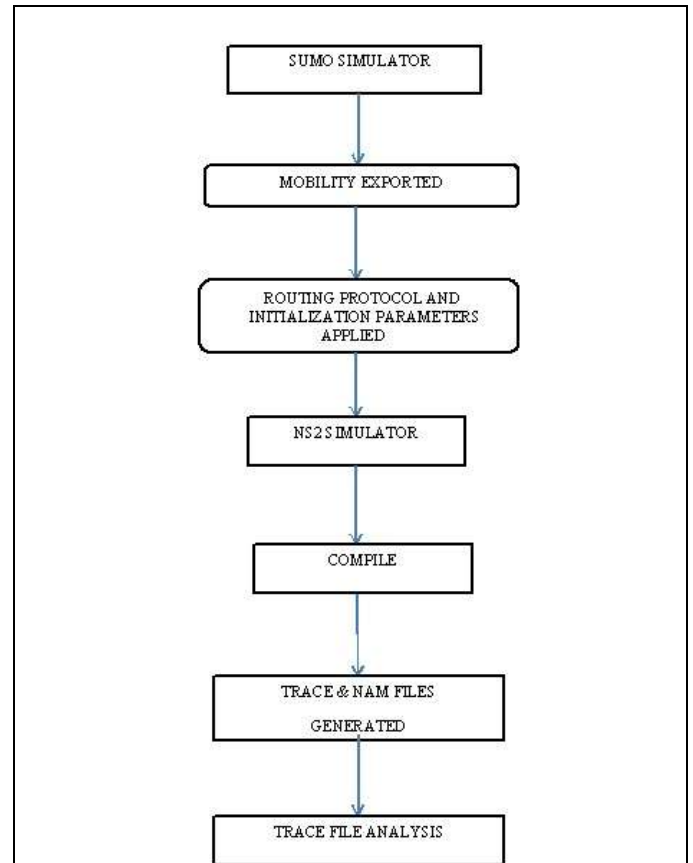 SUMO SIMULATOR
MOBILITY EXPORTED
ROUTING PROTOCOL AND
INITIALIZATION PARAMETERS
APPLIED
NS2 SIMULATOR
COMPILE
TRACE & NAM FILES
GENERATED
TRACE FILE ANALYSIS